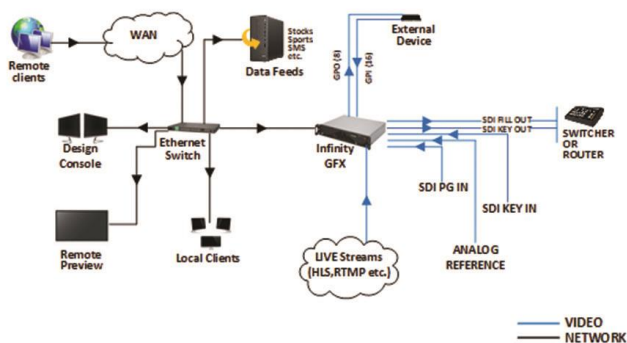 WAN
Remote
clients
Stocks
Sports
SMS
etc.
Data Feeds
External
Device
GPO (8)
GPI (16)
Design
Console
Ethernet
Switch
Infinity
GFX
SDI FILL OUT
SDI KEY OUT
SWITCHER
OR
ROUTER
SDI PG IN
SDI KEY IN
ANALOG
REFERENCE
Remote
Preview
Local Clients
LIVE Streams
(HLS,RTMP etc.)
VIDEO
NETWORK